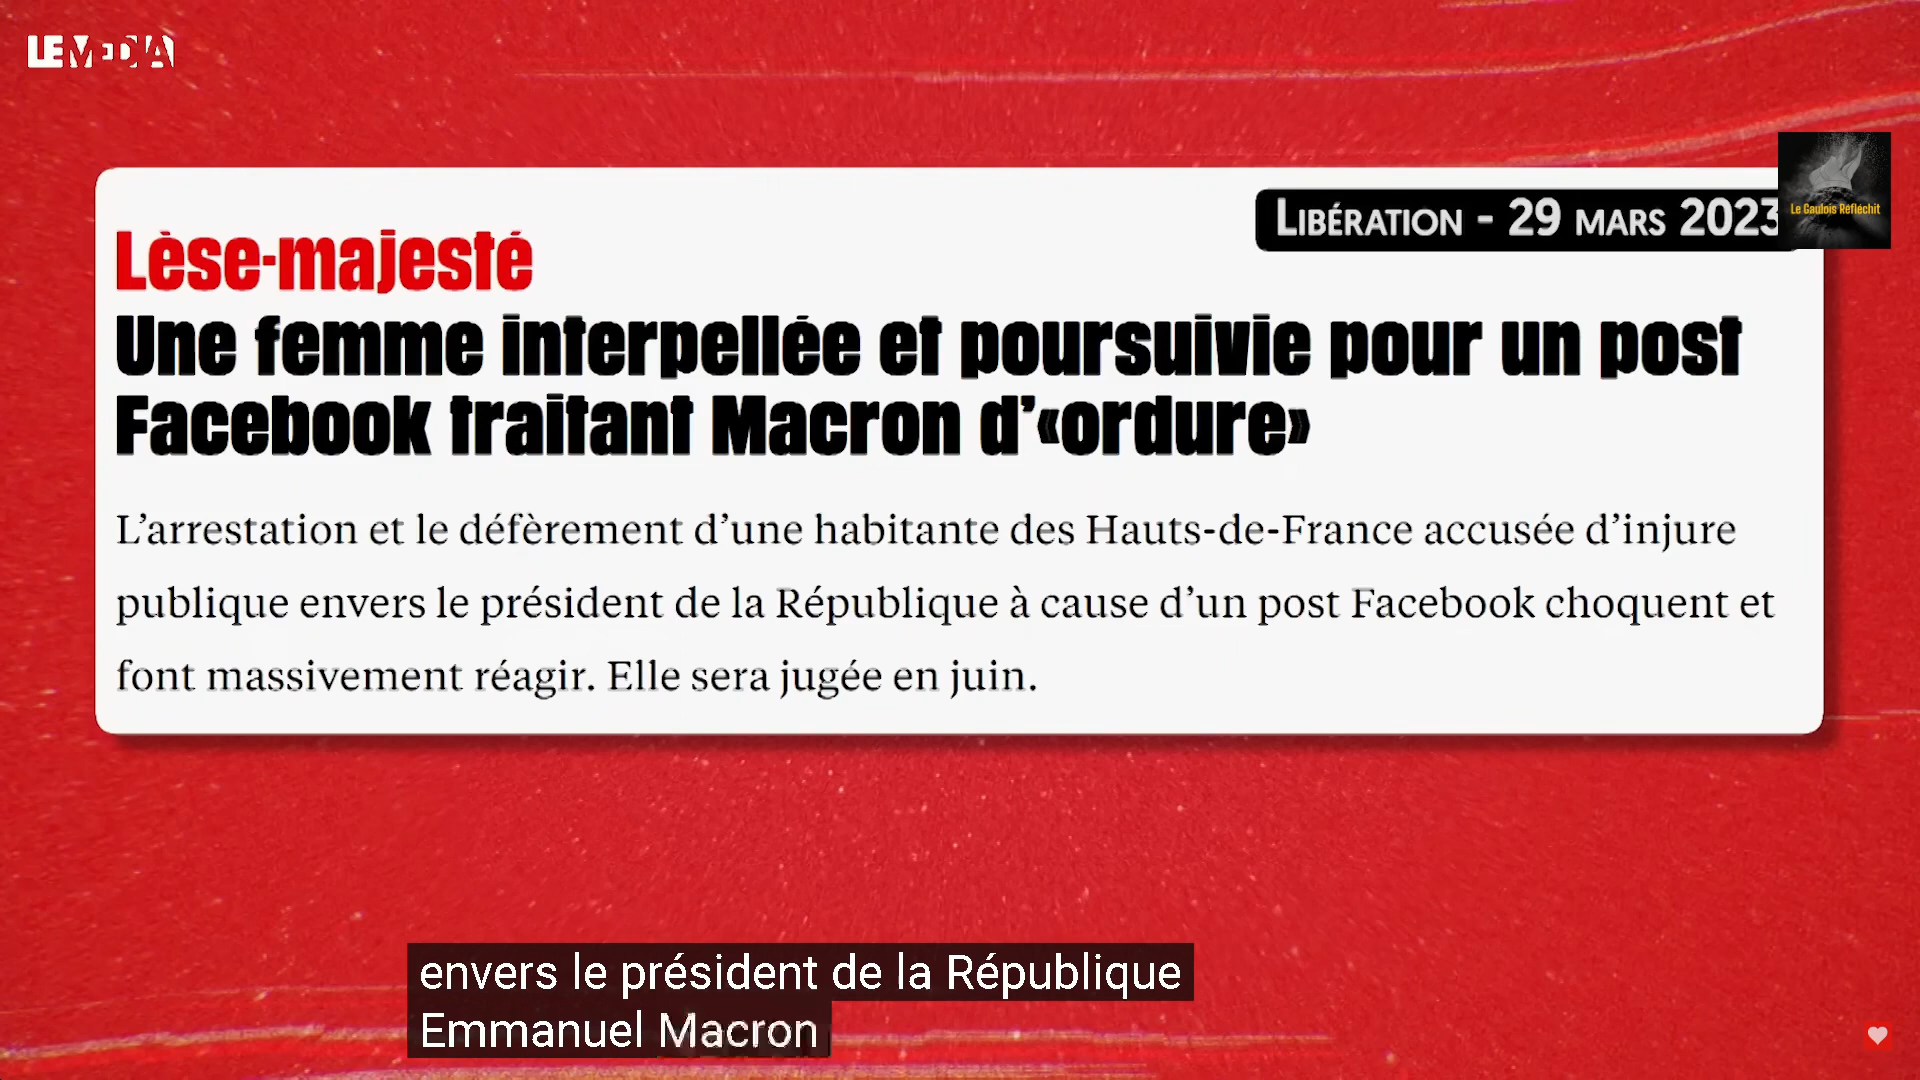 LE MEDIA
LIBÉRATION - 29 MARS 2023
Le Gaulois Réfléchit
Lèse-majesté
Une femme interpellée et poursuivie pour un post
Facebook traitant Macron d’«ordure»
L’arrestation et le défèrement d’une habitante des Hauts-de-France accusée d’injure
publique envers le président de la République à cause d’un post Facebook choquent et
font massivement réagir. Elle sera jugée en juin.
envers le président de la République
Emmanuel Macron